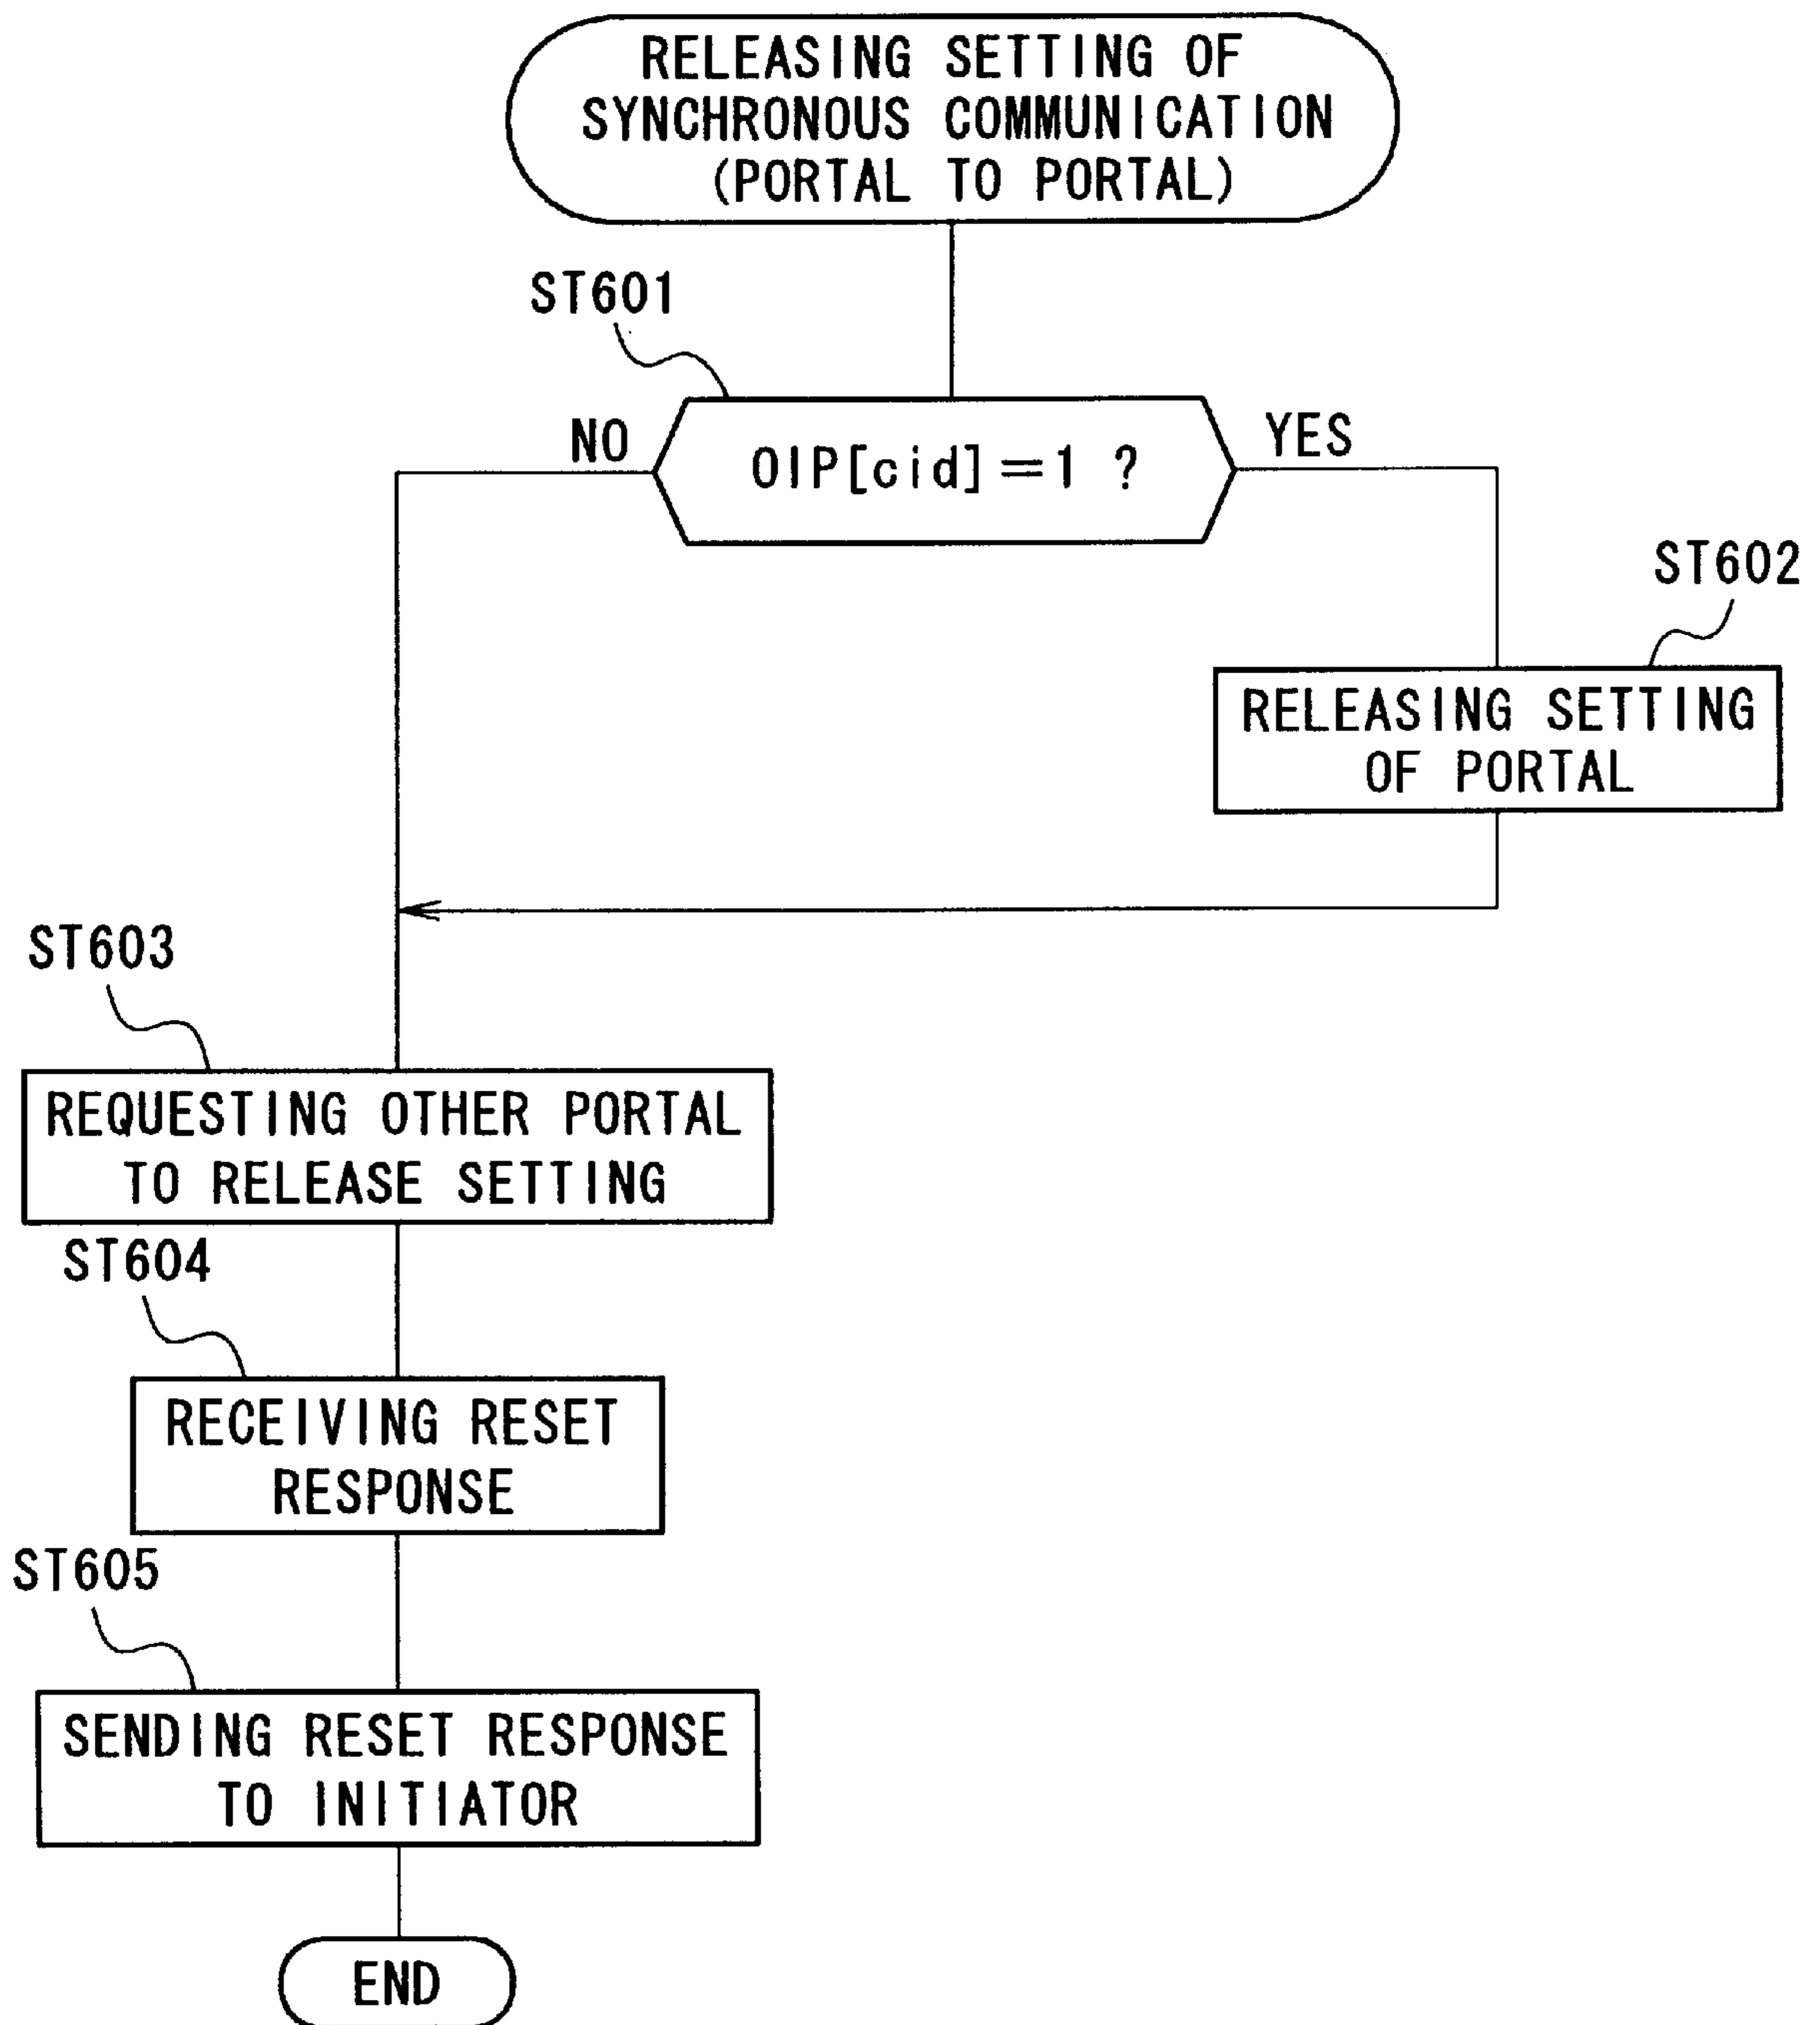 RELEASING SETTING OF
SYNCHRONOUS COMMUNICATION
(PORTAL TO PORTAL)
ST601
NO
OIP[cid]=1 ?
YES
ST602
RELEASING SETTING
OF PORTAL
ST603
REQUESTING OTHER PORTAL
TO RELEASE SETTING
ST604
RECEIVING RESET
RESPONSE
ST605
SENDING RESET RESPONSE
TO INITIATOR
END